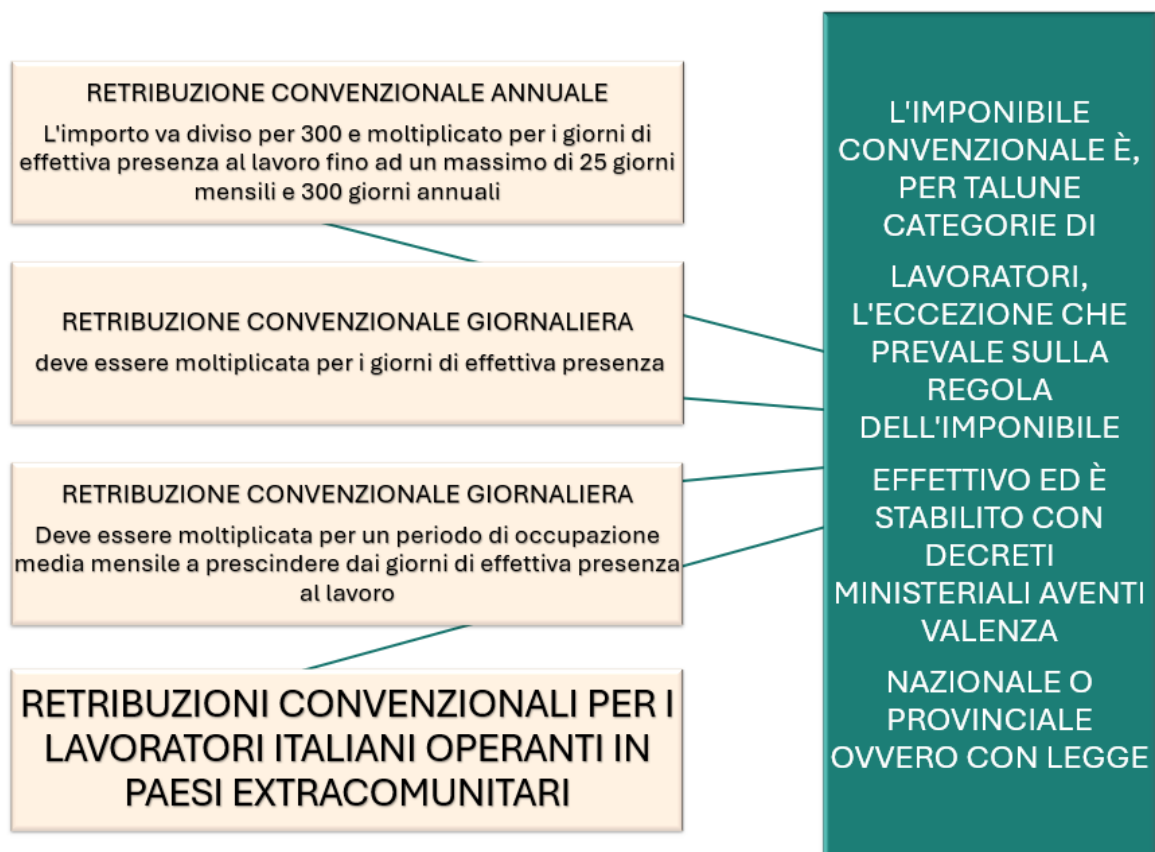 RETRIBUZIONE CONVENZIONALE ANNUALE
L'importo va diviso per 300 e moltiplicato per i giorni di
effettiva presenza al lavoro fino ad un massimo di 25 giorni
mensili e 300 giorni annuali
RETRIBUZIONE CONVENZIONALE GIORNALIERA
deve essere moltiplicata per i giorni di effettiva presenza
RETRIBUZIONE CONVENZIONALE GIORNALIERA
Deve essere moltiplicata per un periodo di occupazione
media mensile a prescindere dai giorni di effettiva presenza
al lavoro
RETRIBUZIONI CONVENZIONALI PER I
LAVORATORI ITALIANI OPERANTI IN
PAESI EXTRACOMUNITARI
L'IMPONIBILE
CONVENZIONALE È,
PER TALUNE
CATEGORIE DI
LAVORATORI,
L'ECCEZIONE CHE
PREVALE SULLA
REGOLA
DELL'IMPONIBILE
EFFETTIVO ED È
STABILITO CON
DECRETI
MINISTERIALI AVENTI
VALENZA
NAZIONALE O
PROVINCIALE
OVVERO CON LEGGE